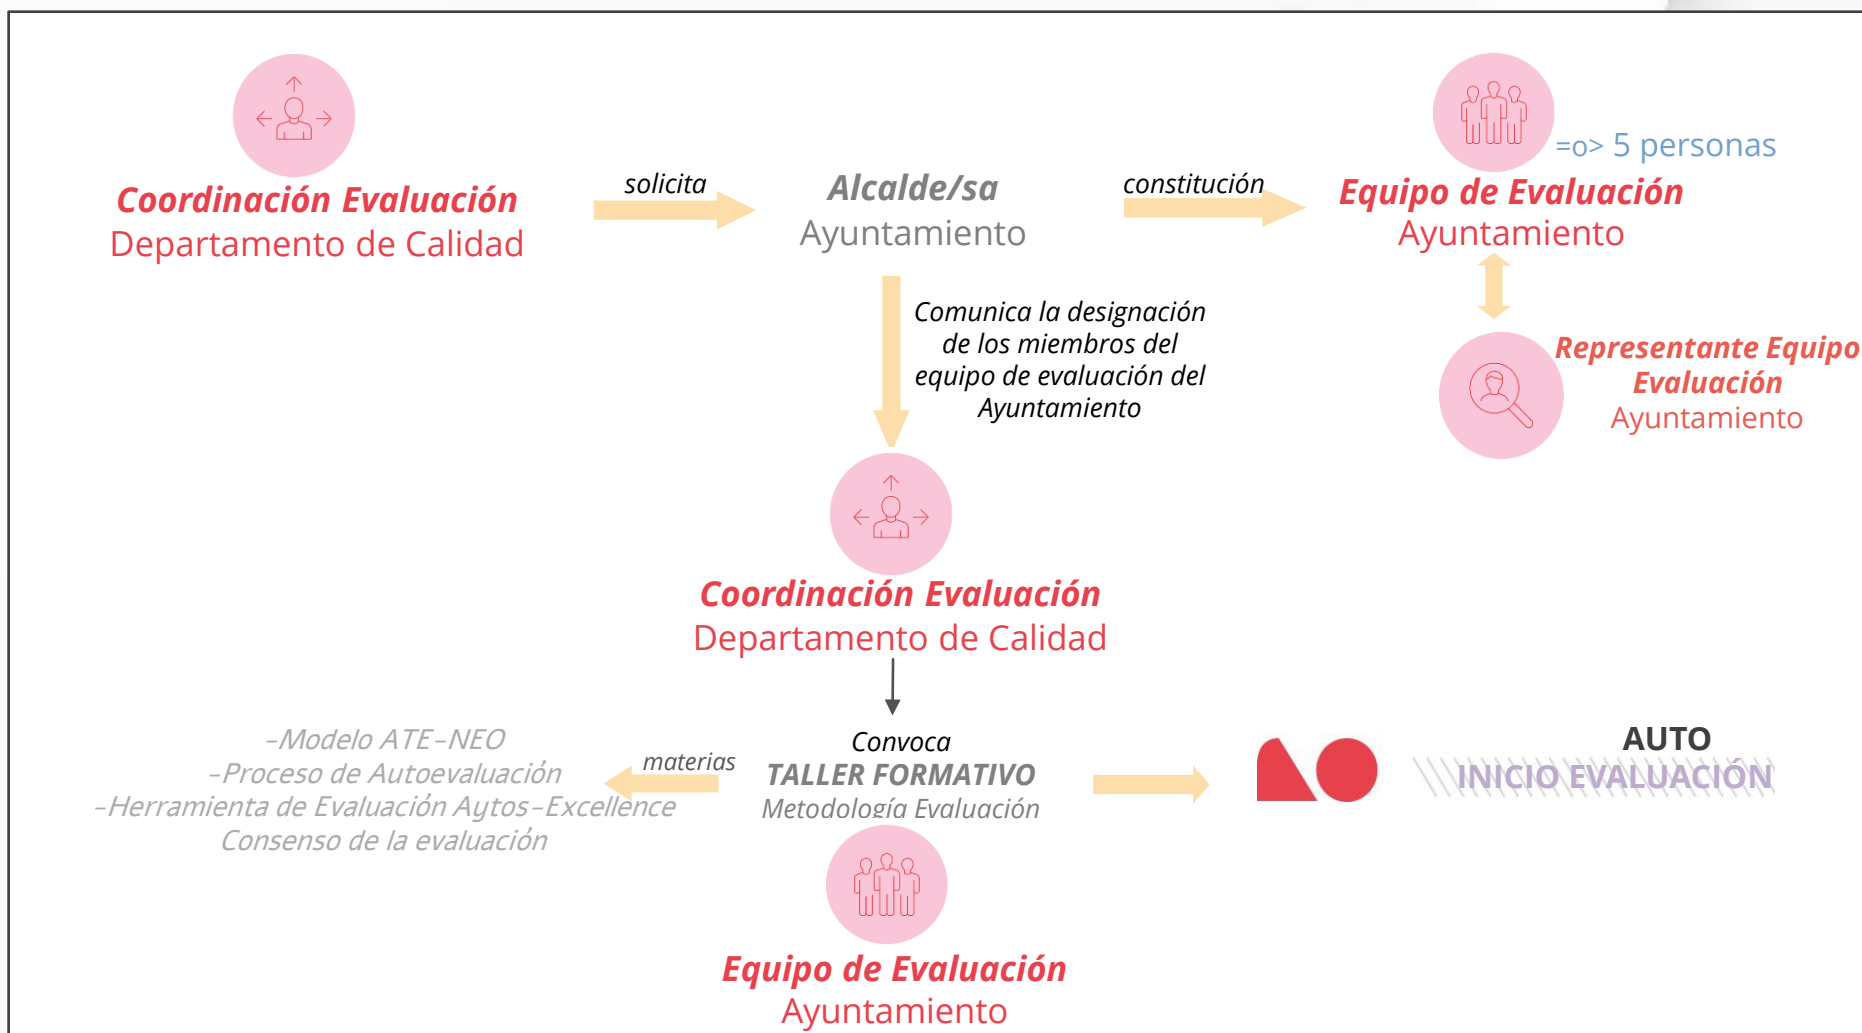 =o> 5 personas
Coordinación Evaluación
Departamento de Calidad
solicita
Alcalde/sa
Ayuntamiento
constitución
Equipo de Evaluación
Ayuntamiento
Comunica la designación
de los miembros del
equipo de evaluación del
Ayuntamiento
Representante Equipo
Evaluación
Ayuntamiento
Coordinación Evaluación
Departamento de Calidad
-Modelo ATE-NEO
-Proceso de Autoevaluación
-Herramienta de Evaluación Aytos-Excellence
Consenso de la evaluación
materias
Convoca
TALLER FORMATIVO
Metodología Evaluación
AUTO
INICIO EVALUACIÓN
Equipo de Evaluación
Ayuntamiento